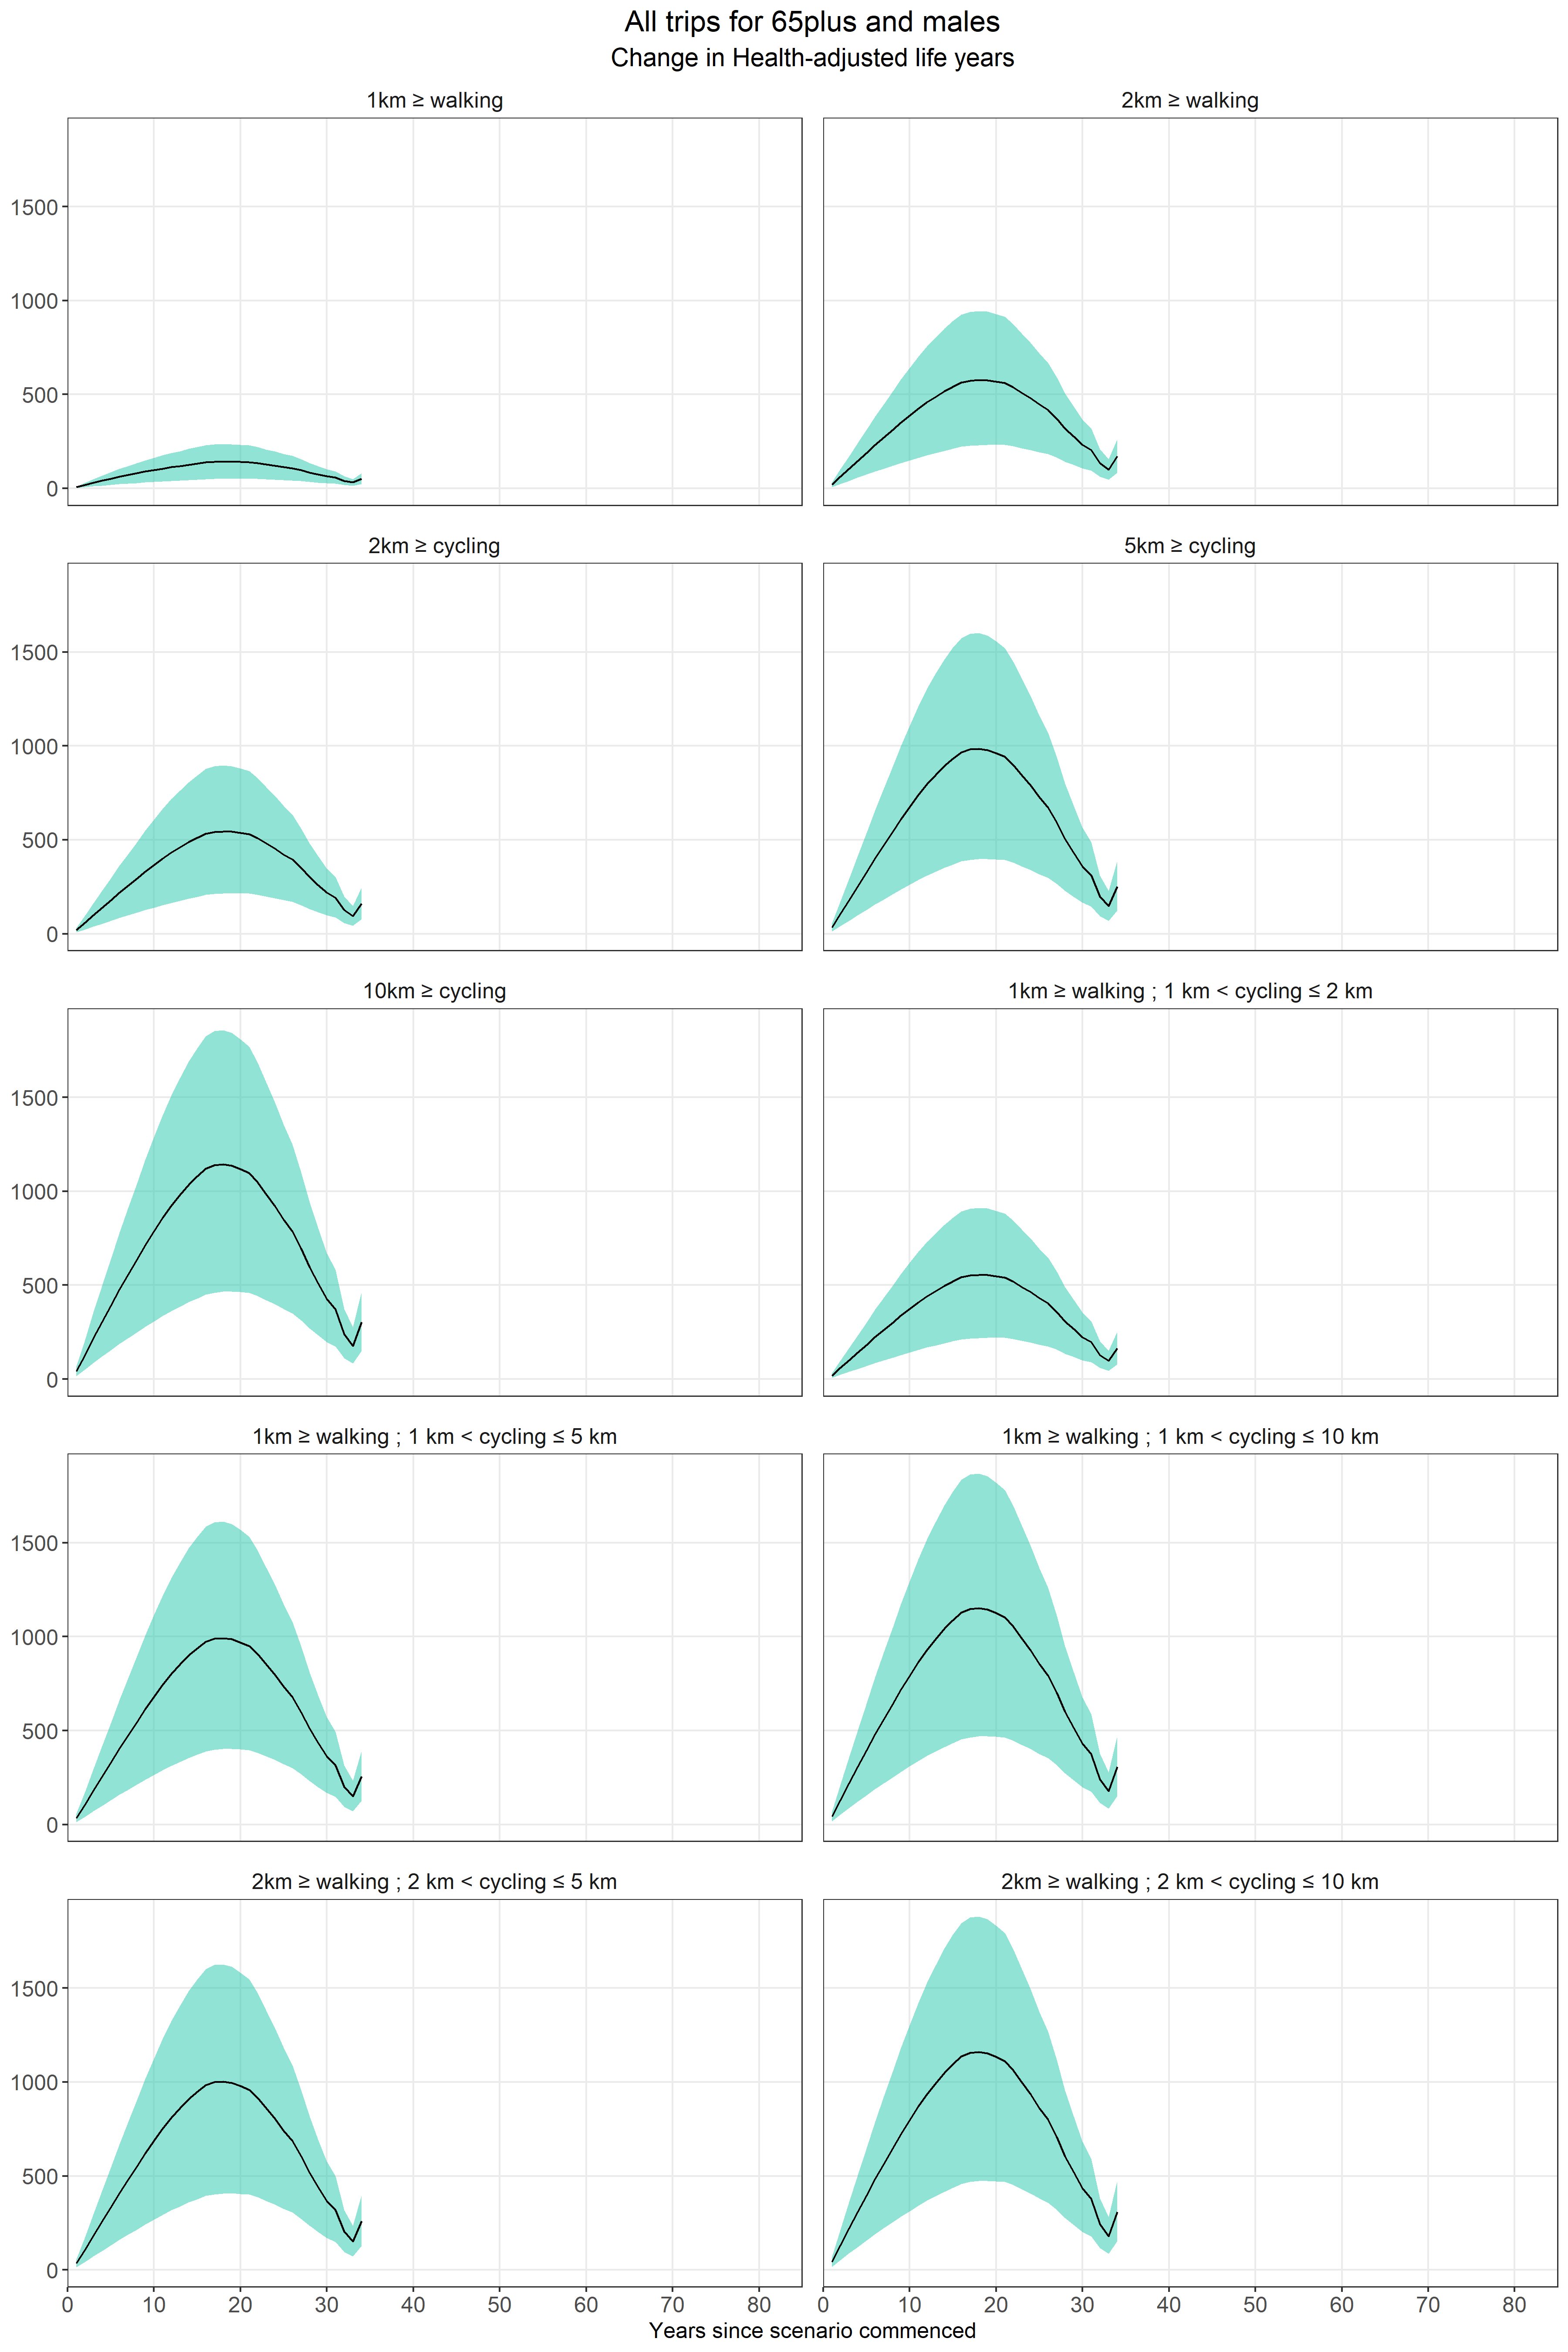 All trips for 65plus and males
Change in Health-adjusted life years
1km ≥ walking
2km ≥ walking
1500
1000
500
0
2km ≥ cycling
5km ≥ cycling
1500
1000
500
0
10km ≥ cycling
1km ≥ walking ; 1 km < cycling ≤ 2 km
1500
1000
500
0
1km ≥ walking ; 1 km < cycling ≤ 5 km
1km ≥ walking ; 1 km < cycling ≤ 10 km
1500
1000
500
0
2km ≥ walking ; 2 km < cycling ≤ 5 km
2km ≥ walking ; 2 km < cycling ≤ 10 km
1500
1000
500
0
0 10 20 30 40 50 60 70 80
0 10 20 30 40 50 60 70 80
Years since scenario commenced